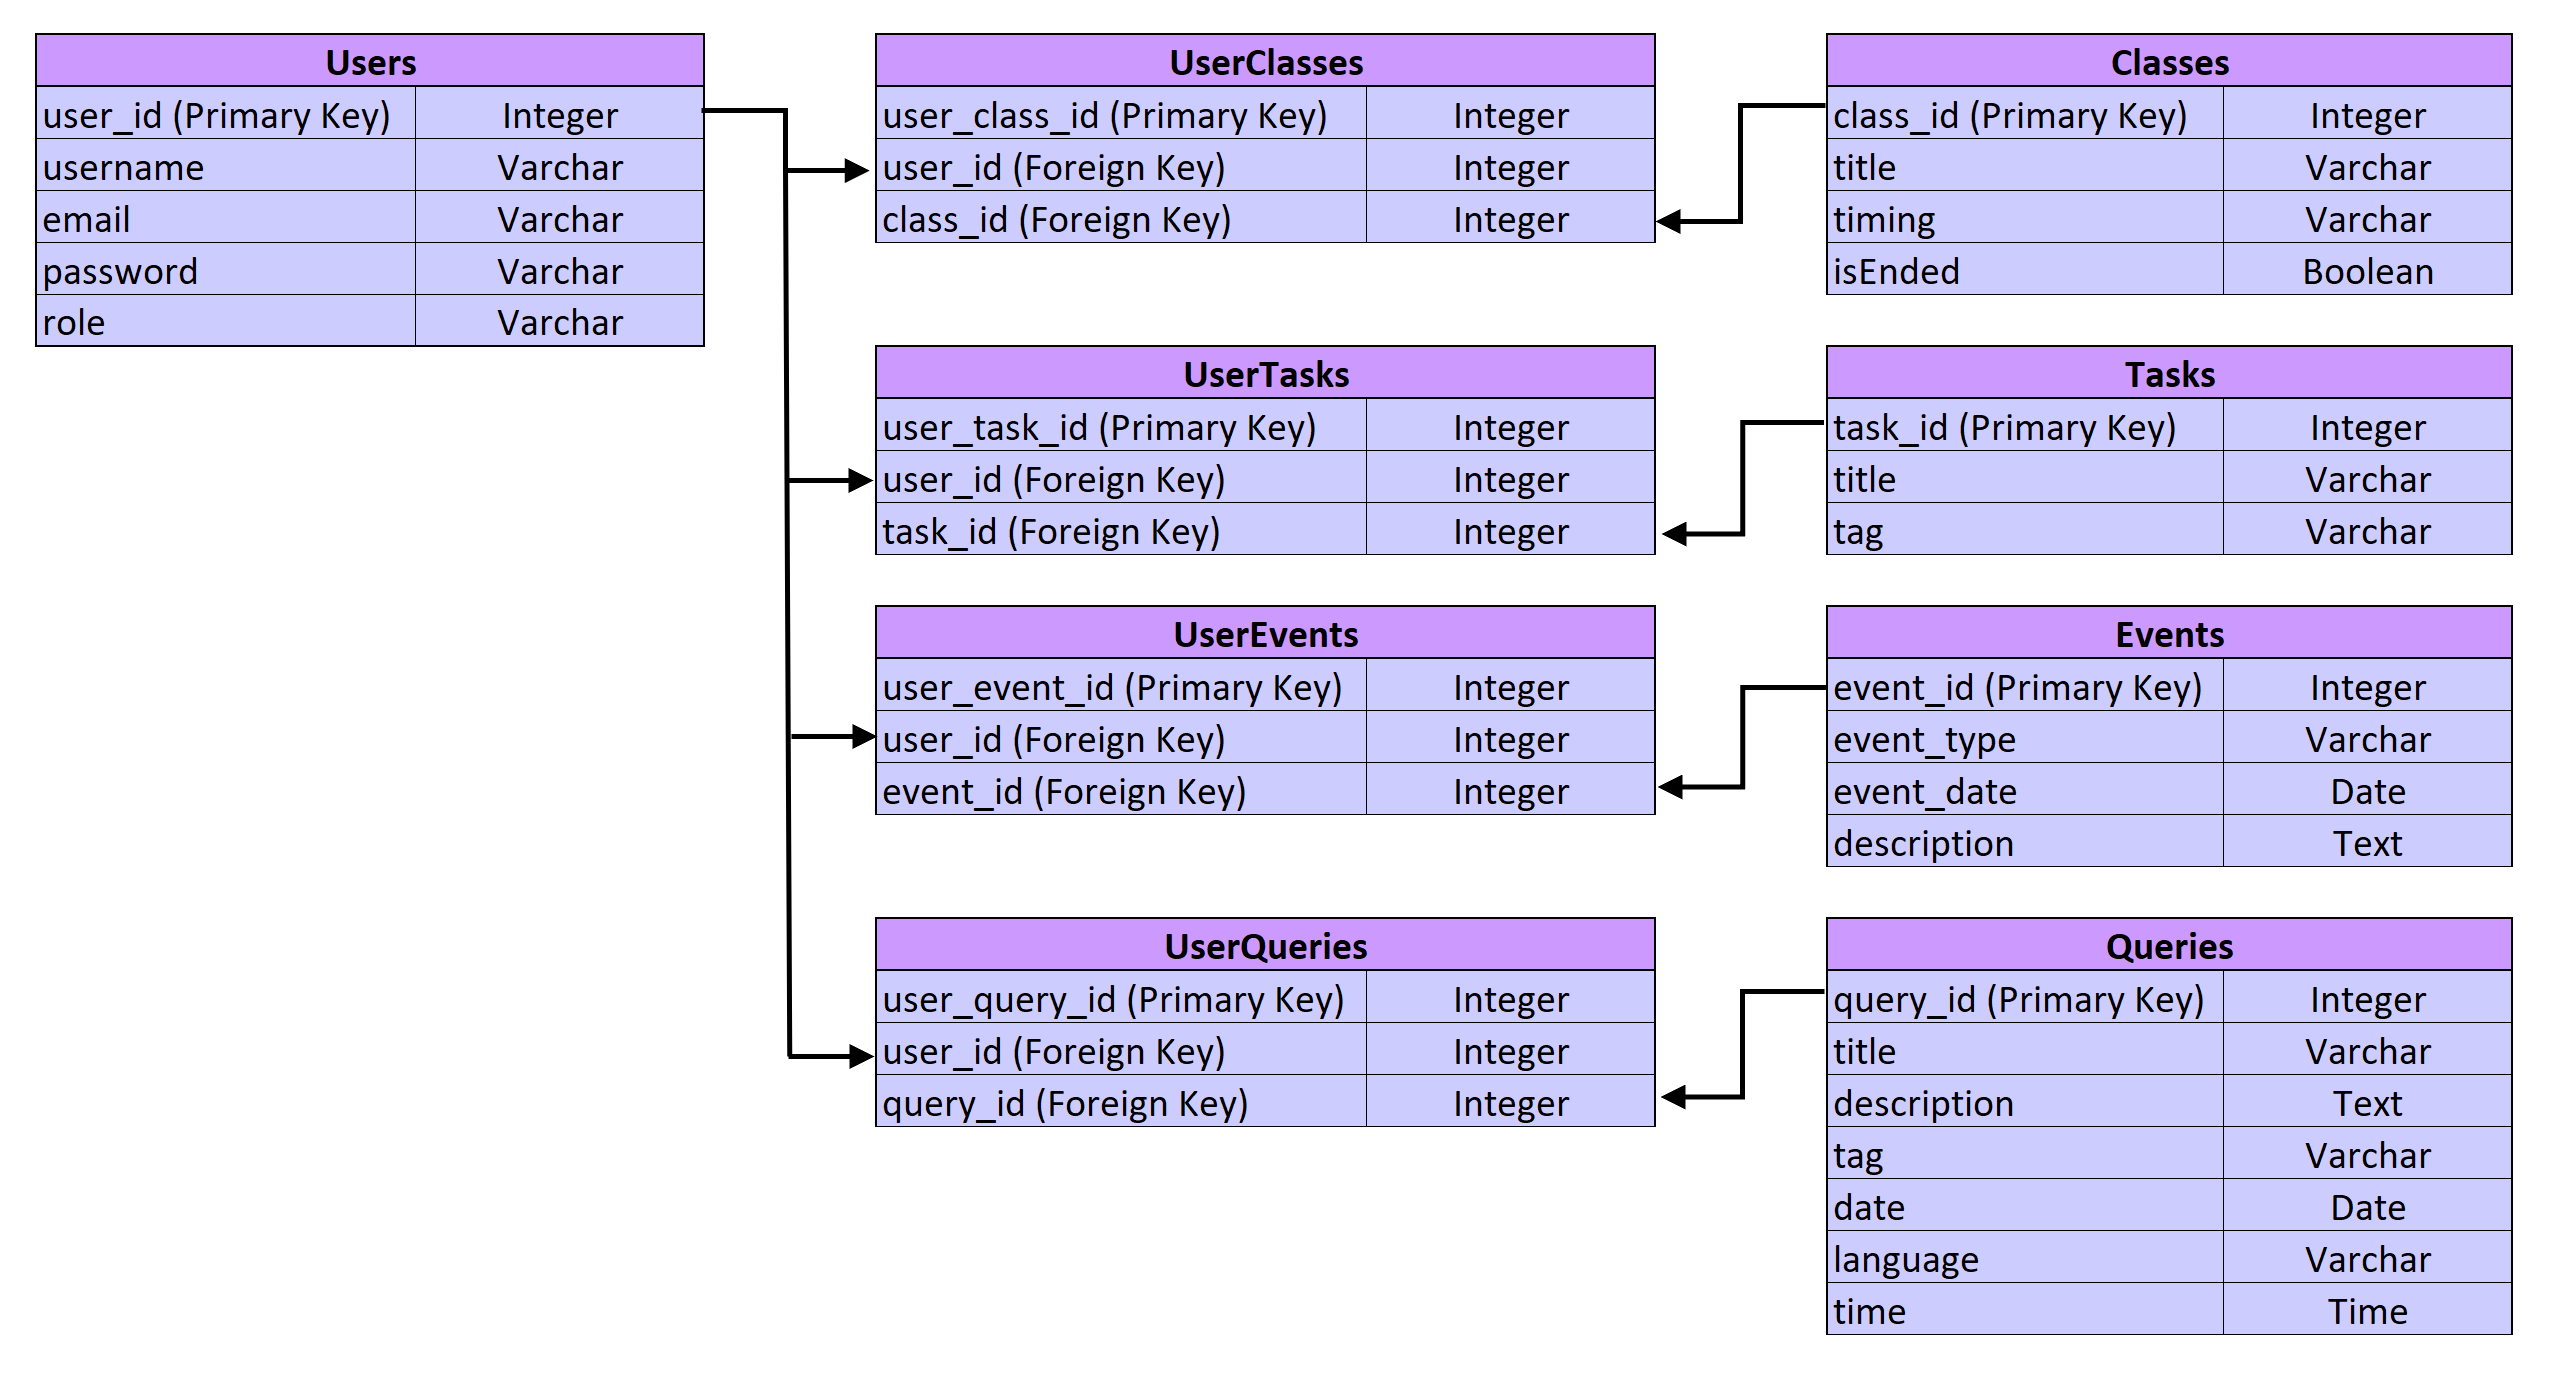 Users
user_id (Primary Key) Integer
username Varchar
email Varchar
password Varchar
role Varchar
UserClasses
user_class_id (Primary Key) Integer
user_id (Foreign Key) Integer
class_id (Foreign Key) Integer
Classes
class_id (Primary Key) Integer
title Varchar
timing Varchar
isEnded Boolean
UserTasks
user_task_id (Primary Key) Integer
user_id (Foreign Key) Integer
task_id (Foreign Key) Integer
Tasks
task_id (Primary Key) Integer
title Varchar
tag Varchar
UserEvents
user_event_id (Primary Key) Integer
user_id (Foreign Key) Integer
event_id (Foreign Key) Integer
Events
event_id (Primary Key) Integer
event_type Varchar
event_date Date
description Text
UserQueries
user_query_id (Primary Key) Integer
user_id (Foreign Key) Integer
query_id (Foreign Key) Integer
Queries
query_id (Primary Key) Integer
title Varchar
description Text
tag Varchar
date Date
language Varchar
time Time